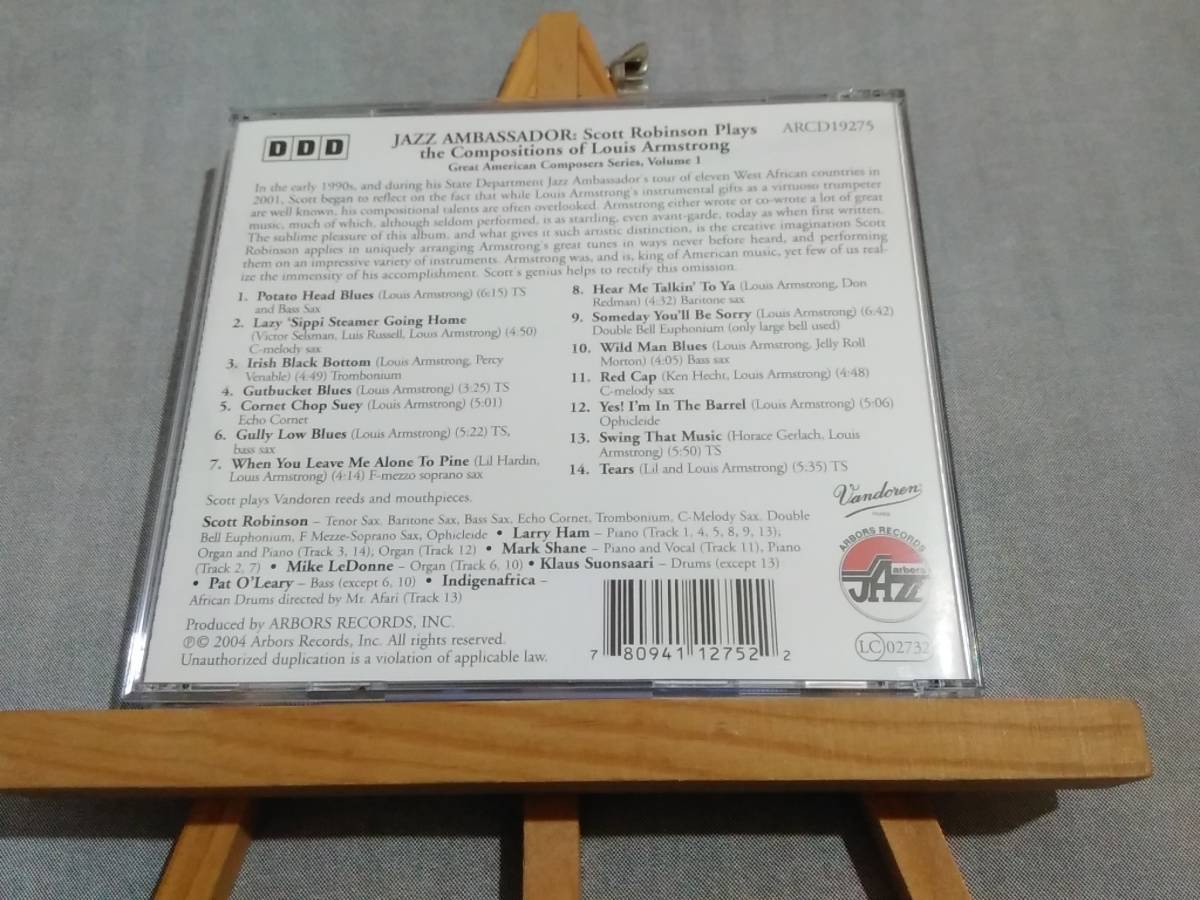 DDD
JAZZ AMBASSADOR: Scott Robinson Plays
the Compositions of Louis Armstrong
Great American Composers Series, Volume 1
ARCD19275
In the early 1990s, and during his State Department Jazz Ambassador's tour of eleven West African countries in
2001, Scott began to reflect on the fact that while Louis Armstrong's instrumental gifts as a virtuoso trumpeter
are well known, his compositional talents are often overlooked. Armstrong either wrote or co-wrote a lot of great
music, much of which, although seldom performed, is as startling, even avant-garde, today as when first written.
The sublime pleasure of this album, and what gives it such artistic distinction, is the creative imagination Scott
Robinson applies in uniquely arranging Armstrong's great tunes in ways never before heard, and performing
them on an impressive variety of instruments. Armstrong was, and is, king of American music, yet few of us real-
ize the immensity of his accomplishment. Scott's genius helps to rectify this omission.
1. Potato Head Blues (Louis Armstrong) (6:15) TS
and Bass Sax
2. Lazy 'Sippi Steamer Going Home
(Victor Selsman, Luis Russell, Louis Armstrong) (4:50)
C-melody sax
3. Irish Black Bottom (Louis Armstrong, Percy
Venable) (4:49) Trombonium
4. Gutbucket Blues (Louis Armstrong) (3:25) TS
5. Cornet Chop Suey (Louis Armstrong) (5:01)
Echo Cornet
6. Gully Low Blues (Louis Armstrong) (5:22) TS,
bass sax
7. When You Leave Me Alone To Pine (Lil Hardin,
Louis Armstrong) (4:14) F-mezzo soprano sax
8. Hear Me Talkin' To Ya (Louis Armstrong, Don
Redman) (4:32) Baritone sax
9. Someday You'll Be Sorry (Louis Armstrong) (6:42)
Double Bell Euphonium (only large bell used)
10. Wild Man Blues (Louis Armstrong, Jelly Roll
Morton) (4:05) Bass sax
11. Red Cap (Ken Hecht, Louis Armstrong) (4:48)
C-melody sax
12. Yes! I'm In The Barrel (Louis Armstrong) (5:06)
Ophicleide
13. Swing That Music (Horace Gerlach, Louis
Armstrong) (5:50) TS
14. Tears (Lil and Louis Armstrong) (5:35) TS
Scott plays Vandoren reeds and mouthpieces.
Vandoren
PARIS
Scott Robinson – Tenor Sax, Baritone Sax, Bass Sax, Echo Cornet, Trombonium, C-Melody Sax, Double
Bell Euphonium, F Mezze-Soprano Sax, Ophicleide • Larry Ham – Piano (Track 1, 4, 5, 8, 9, 13),
Organ and Piano (Track 3, 14); Organ (Track 12) • Mark Shane – Piano and Vocal (Track 11), Piano
(Track 2, 7) • Mike LeDonne – Organ (Track 6, 10) • Klaus Suonsaari – Drums (except 13)
• Pat O'Leary – Bass (except 6, 10) • Indigenafrica –
African Drums directed by Mr. Afari (Track 13)
ARBORS RECORDS
arbors
JAZZ
Produced by ARBORS RECORDS, INC.
℗© 2004 Arbors Records, Inc. All rights reserved.
Unauthorized duplication is a violation of applicable law.
7 80941 12752 2
LC 02732